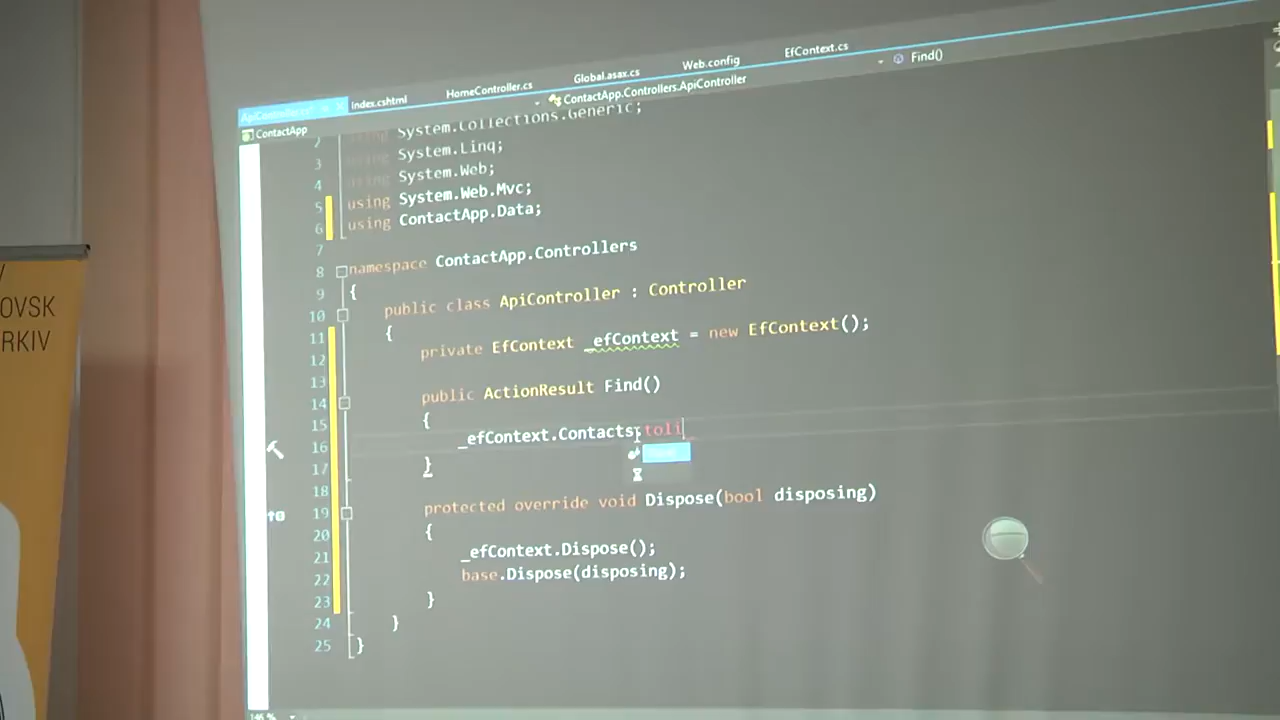 EfContext.cs
Web.config
Global.asax.cs
HomeController.cs
Index.cshtml
ContactApp
ContactApp.Controllers.ApiController
Find()
2 using System.Collections.Generic;
3 using System.Linq;
4 using System.Web;
5 using System.Web.Mvc;
6 using ContactApp.Data;
7
8 namespace ContactApp.Controllers
9 {
10 public class ApiController : Controller
11 {
12 private EfContext _efContext = new EfContext();
13
14 public ActionResult Find()
15 {
16 _efContext.Contacts.toli
17 }
18
19 protected override void Dispose(bool disposing)
20 {
21 _efContext.Dispose();
22 base.Dispose(disposing);
23 }
24 }
25 }
146 %
OVSK
RKIV